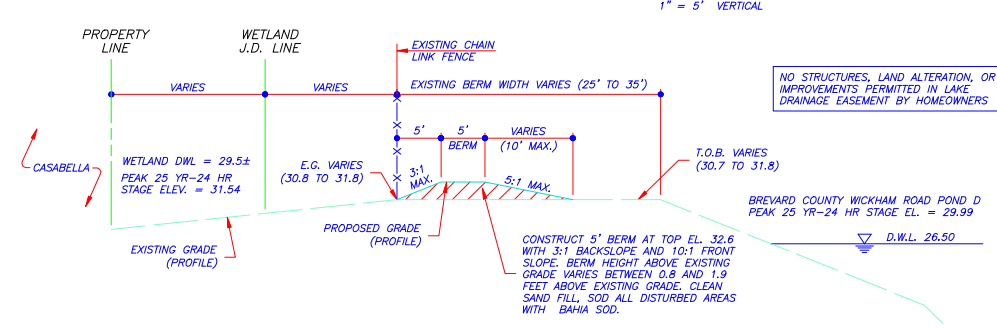 1" = 5' VERTICAL
PROPERTY
LINE
WETLAND
J.D. LINE
EXISTING CHAIN
LINK FENCE
VARIES
VARIES
EXISTING BERM WIDTH VARIES (25' TO 35')
NO STRUCTURES, LAND ALTERATION, OR
IMPROVEMENTS PERMITTED IN LAKE
DRAINAGE EASEMENT BY HOMEOWNERS
5'
5'
BERM
VARIES
(10' MAX.)
CASABELLA
WETLAND DWL = 29.5±
PEAK 25 YR-24 HR
STAGE ELEV. = 31.54
E.G. VARIES
(30.8 TO 31.8)
3:1
MAX.
5:1 MAX.
T.O.B. VARIES
(30.7 TO 31.8)
BREVARD COUNTY WICKHAM ROAD POND D
PEAK 25 YR-24 HR STAGE EL. = 29.99
EXISTING GRADE
(PROFILE)
PROPOSED GRADE
(PROFILE)
CONSTRUCT 5' BERM AT TOP EL. 32.6
WITH 3:1 BACKSLOPE AND 10:1 FRONT
SLOPE. BERM HEIGHT ABOVE EXISTING
GRADE VARIES BETWEEN 0.8 AND 1.9
FEET ABOVE EXISTING GRADE. CLEAN
SAND FILL, SOD ALL DISTURBED AREAS
WITH BAHIA SOD.
D.W.L. 26.50